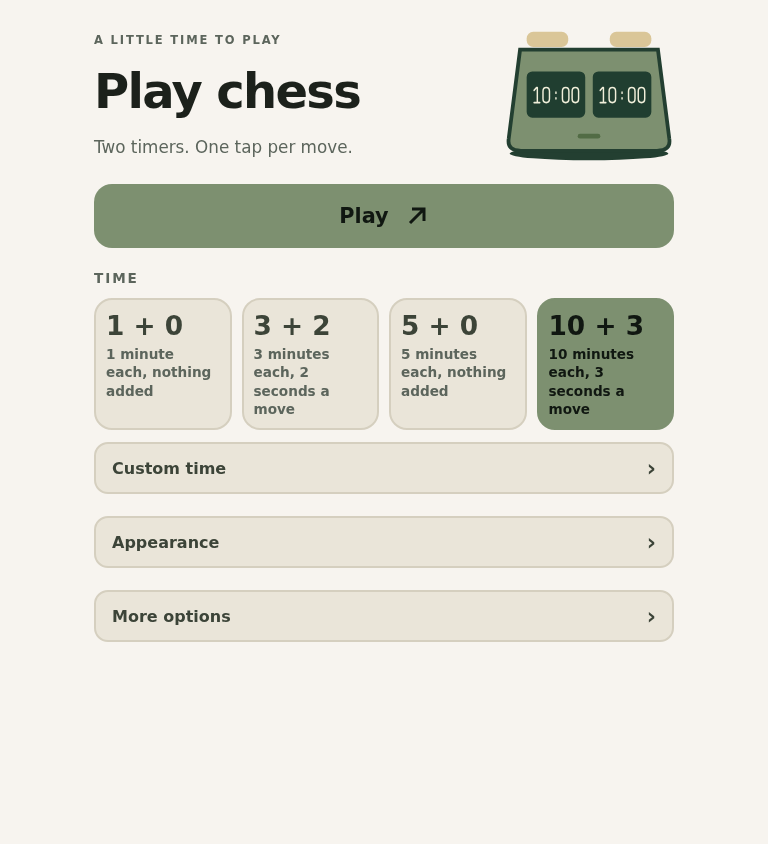 A LITTLE TIME TO PLAY
Play chess
Two timers. One tap per move.
10:00 10:00
Play
TIME
1 + 0
1 minute
each, nothing
added
3 + 2
3 minutes
each, 2
seconds a
move
5 + 0
5 minutes
each, nothing
added
10 + 3
10 minutes
each, 3
seconds a
move
Custom time
Appearance
More options